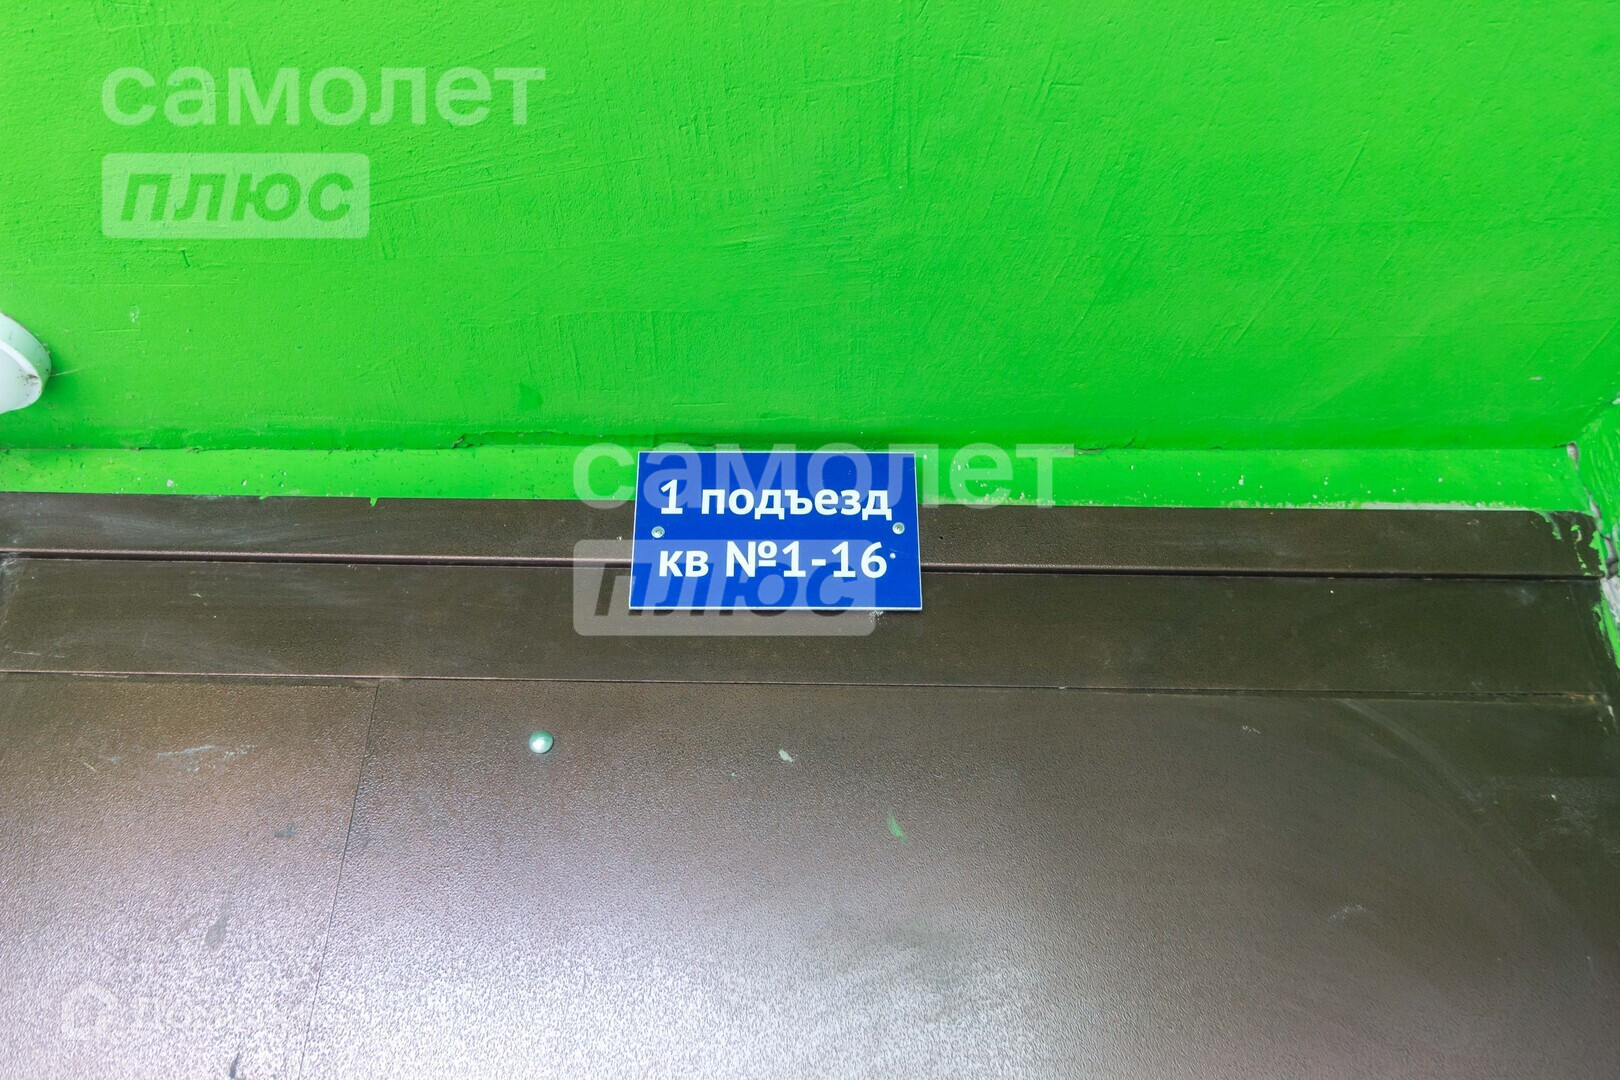 самолет
плюс
самолет
1 подъезд
кв №1-16
плюс